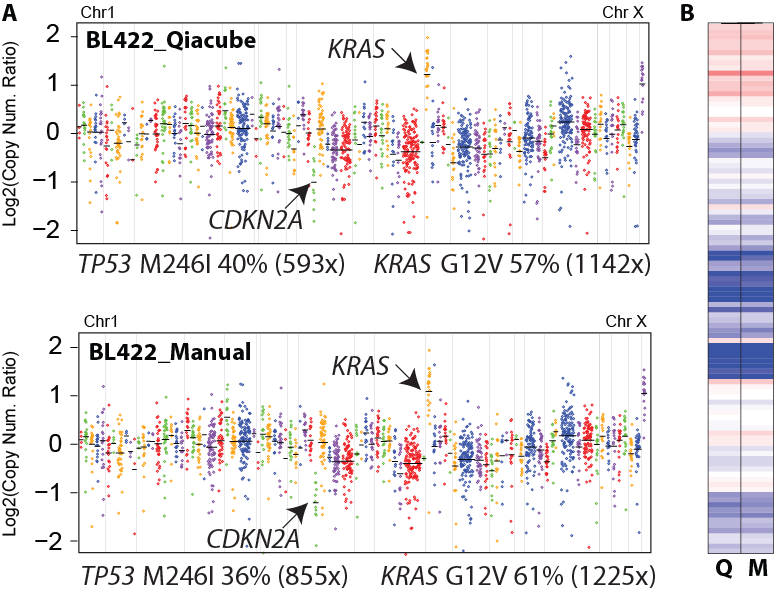 A
B
Chr1 Chr X
BL422_Qiacube
KRAS
CDKN2A
Log2(Copy Num. Ratio)
2
1
0
−1
−2
TP53 M246I 40% (593x) KRAS G12V 57% (1142x)
Chr1 Chr X
BL422_Manual
KRAS
CDKN2A
Log2(Copy Num. Ratio)
2
1
0
−1
−2
TP53 M246I 36% (855x) KRAS G12V 61% (1225x)
Q M